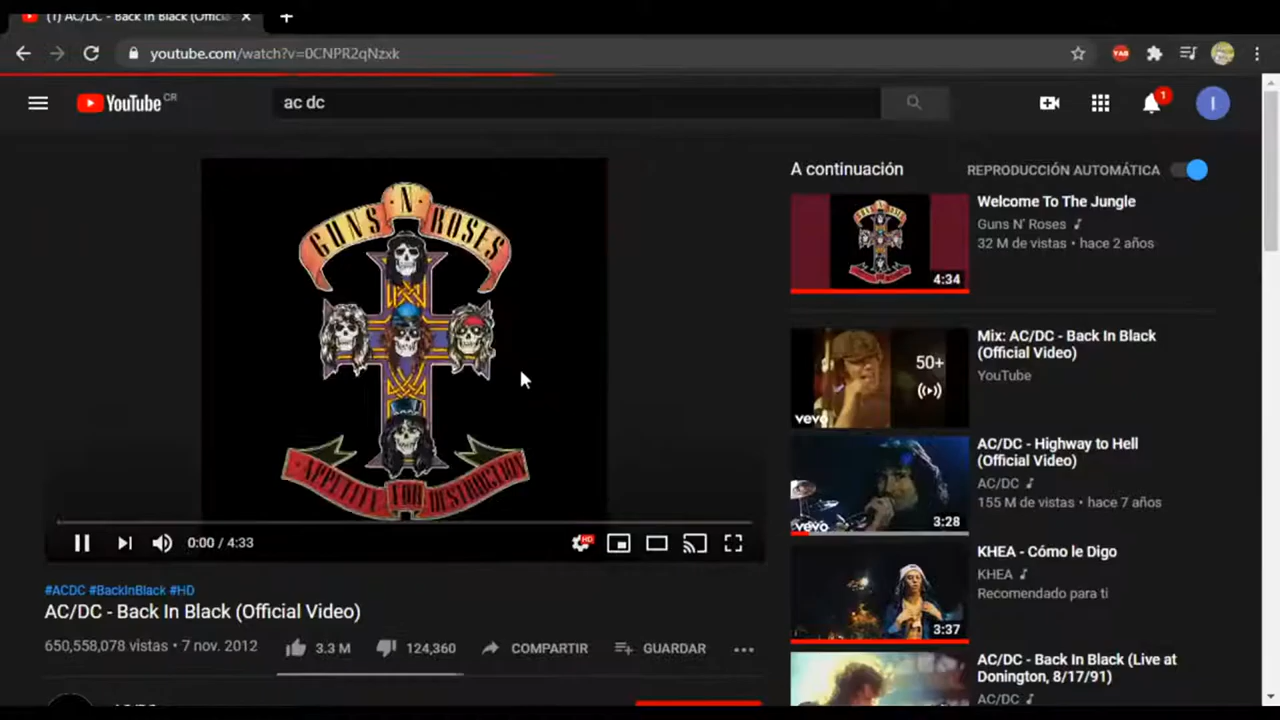 (1) AC/DC - Back In Black (Offici
youtube.com/watch?v=0CNPR2qNzxk
YAB
YouTube CR
ac dc
1
I
GUNS N' ROSES
APPETITE FOR DESTRUCTION
0:00 / 4:33
HD
#ACDC #BackInBlack #HD
AC/DC - Back In Black (Official Video)
650,558,078 vistas • 7 nov. 2012
3.3 M
124,360
COMPARTIR
GUARDAR
A continuación
REPRODUCCIÓN AUTOMÁTICA
4:34
Welcome To The Jungle
Guns N' Roses
32 M de vistas • hace 2 años
50+
vevo
Mix: AC/DC - Back In Black
(Official Video)
YouTube
vevo
3:28
AC/DC - Highway to Hell
(Official Video)
AC/DC
155 M de vistas • hace 7 años
3:37
KHEA - Cómo le Digo
KHEA
Recomendado para ti
AC/DC - Back In Black (Live at
Donington, 8/17/91)
AC/DC